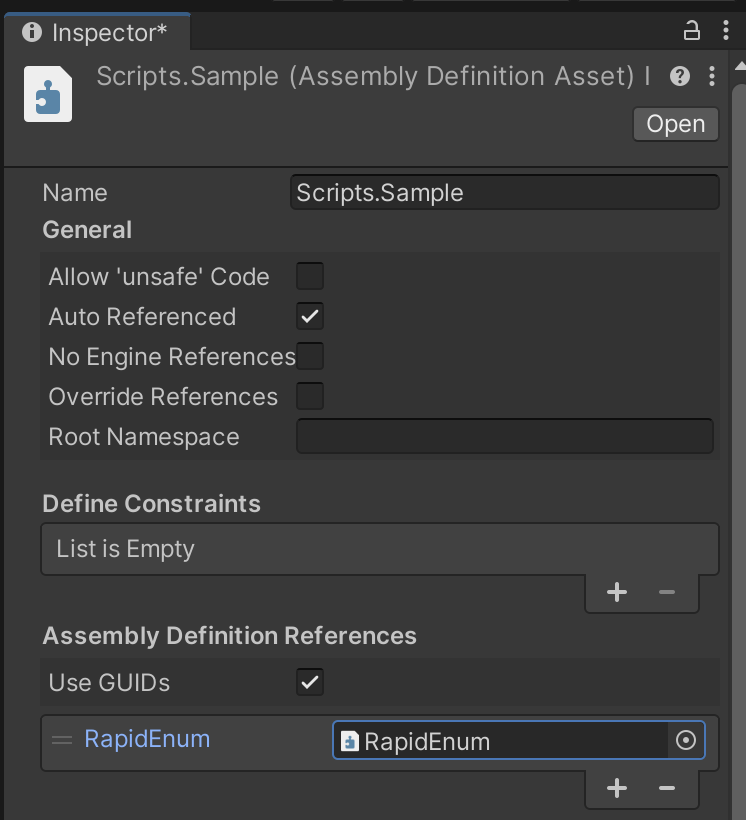 Inspector*
Scripts.Sample (Assembly Definition Asset) I
Open
Name Scripts.Sample
General
Allow 'unsafe' Code
Auto Referenced
No Engine References
Override References
Root Namespace
Define Constraints
List is Empty
Assembly Definition References
Use GUIDs
RapidEnum RapidEnum